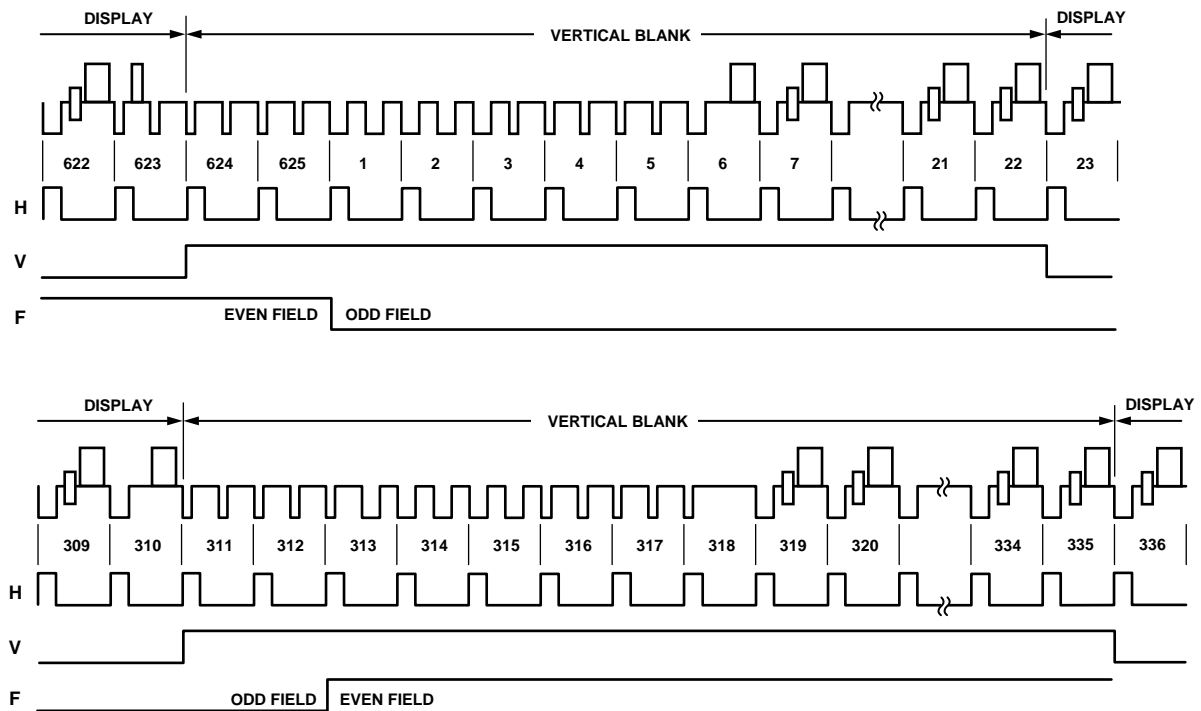 DISPLAY VERTICAL BLANK DISPLAY
622 623 624 625 1 2 3 4 5 6 7 21 22 23
H
V
F EVEN FIELD ODD FIELD
DISPLAY VERTICAL BLANK DISPLAY
309 310 311 312 313 314 315 316 317 318 319 320 334 335 336
H
V
F ODD FIELD EVEN FIELD